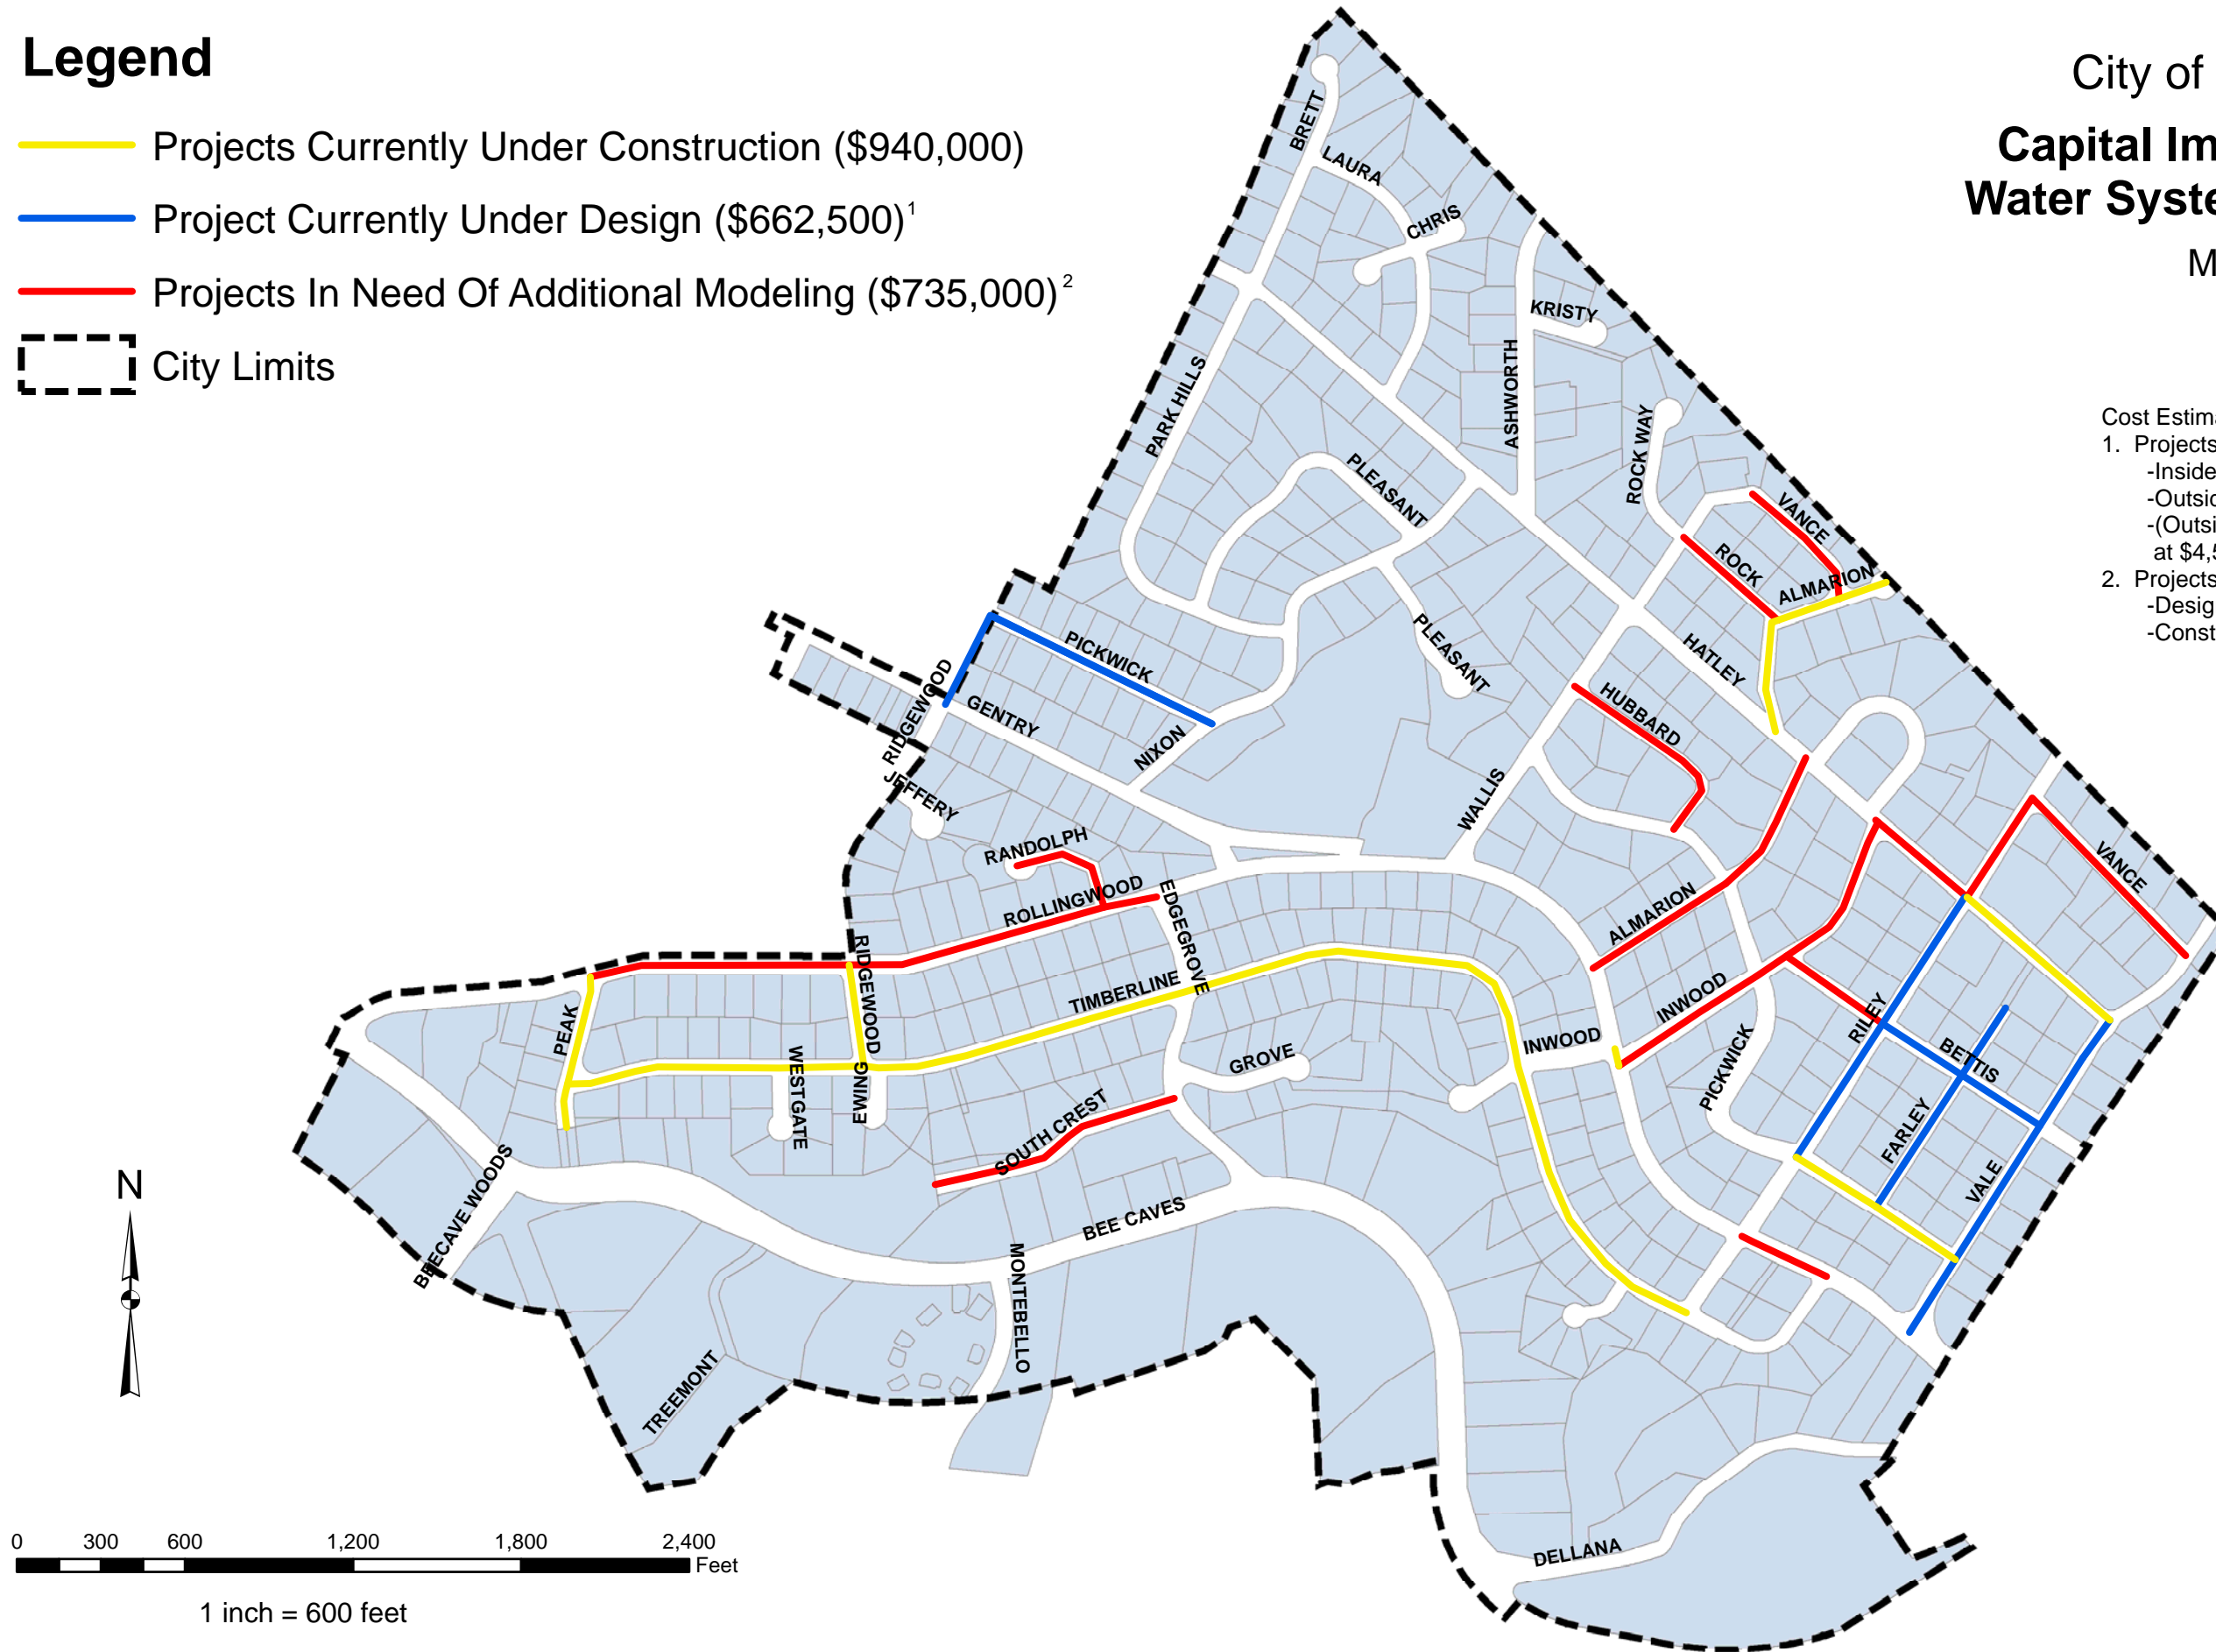 Legend
Projects Currently Under Construction ($940,000)
Project Currently Under Design ($662,500)1
Projects In Need Of Additional Modeling ($735,000)2
City Limits
City of
Capital Im
Water Syste
M
Cost Estima
1. Projects
-Inside
-Outsid
-(Outsi
at $4,5
2. Projects
-Desig
-Const
BRETT
LAURA
CHRIS
KRISTY
ASHWORTH
PARK HILLS
ROCK WAY
PLEASANT
VANCE
ROCK
ALMARION
PICKWICK
PLEASANT
HATLEY
RIDGEWOOD
GENTRY
HUBBARD
NIXON
JEFFERY
WALLIS
RANDOLPH
ROLLINGWOOD
EDGEGROVE
VANCE
ALMARION
RIDGEWOOD
TIMBERLINE
INWOOD
PEAK
WESTGATE
EWING
GROVE
INWOOD
RILEY
BETTIS
PICKWICK
SOUTH CREST
FARLEY
VALE
BEECAVE WOODS
BEE CAVES
MONTEBELLO
TREEMONT
DELLANA
N
0 300 600 1,200 1,800 2,400
Feet
1 inch = 600 feet